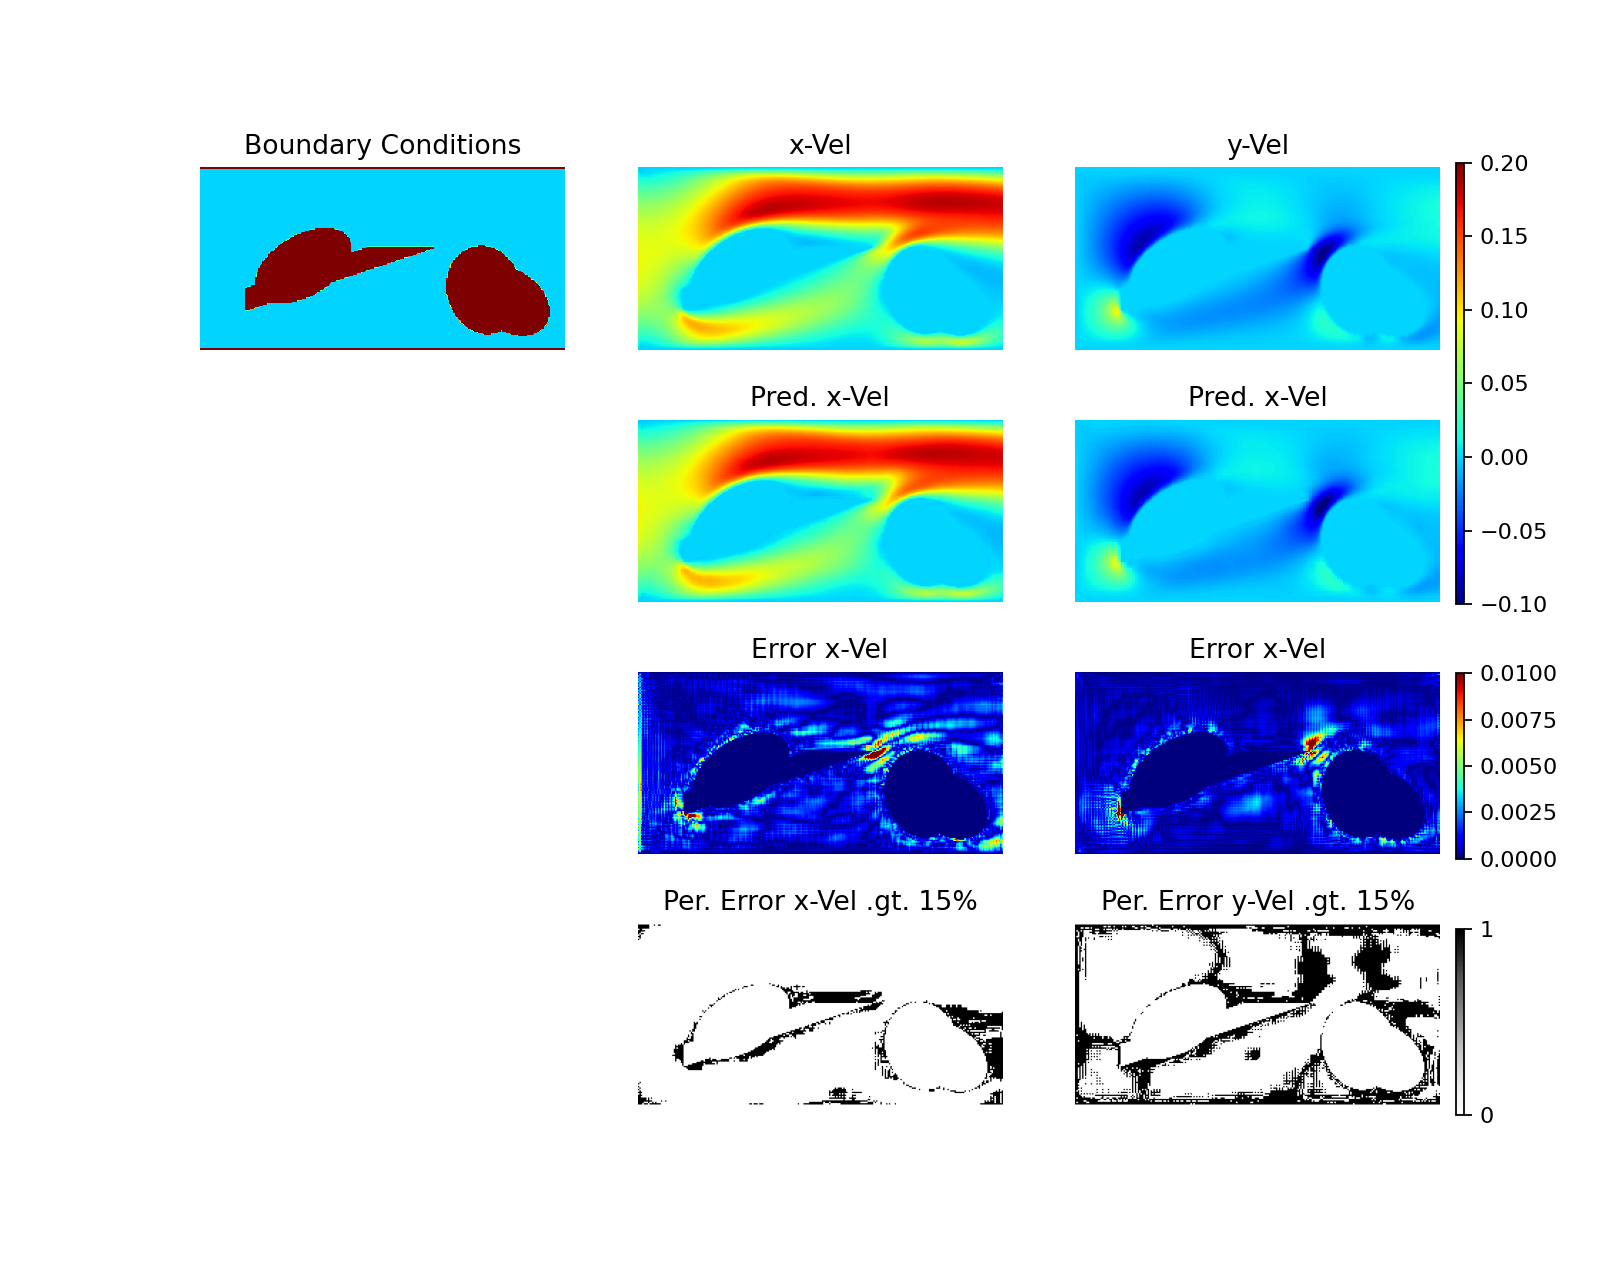 Boundary Conditions
x-Vel
y-Vel
0.20
0.15
0.10
0.05
0.00
−0.05
−0.10
Pred. x-Vel
Pred. x-Vel
Error x-Vel
Error x-Vel
0.0100
0.0075
0.0050
0.0025
0.0000
Per. Error x-Vel .gt. 15%
Per. Error y-Vel .gt. 15%
1
0